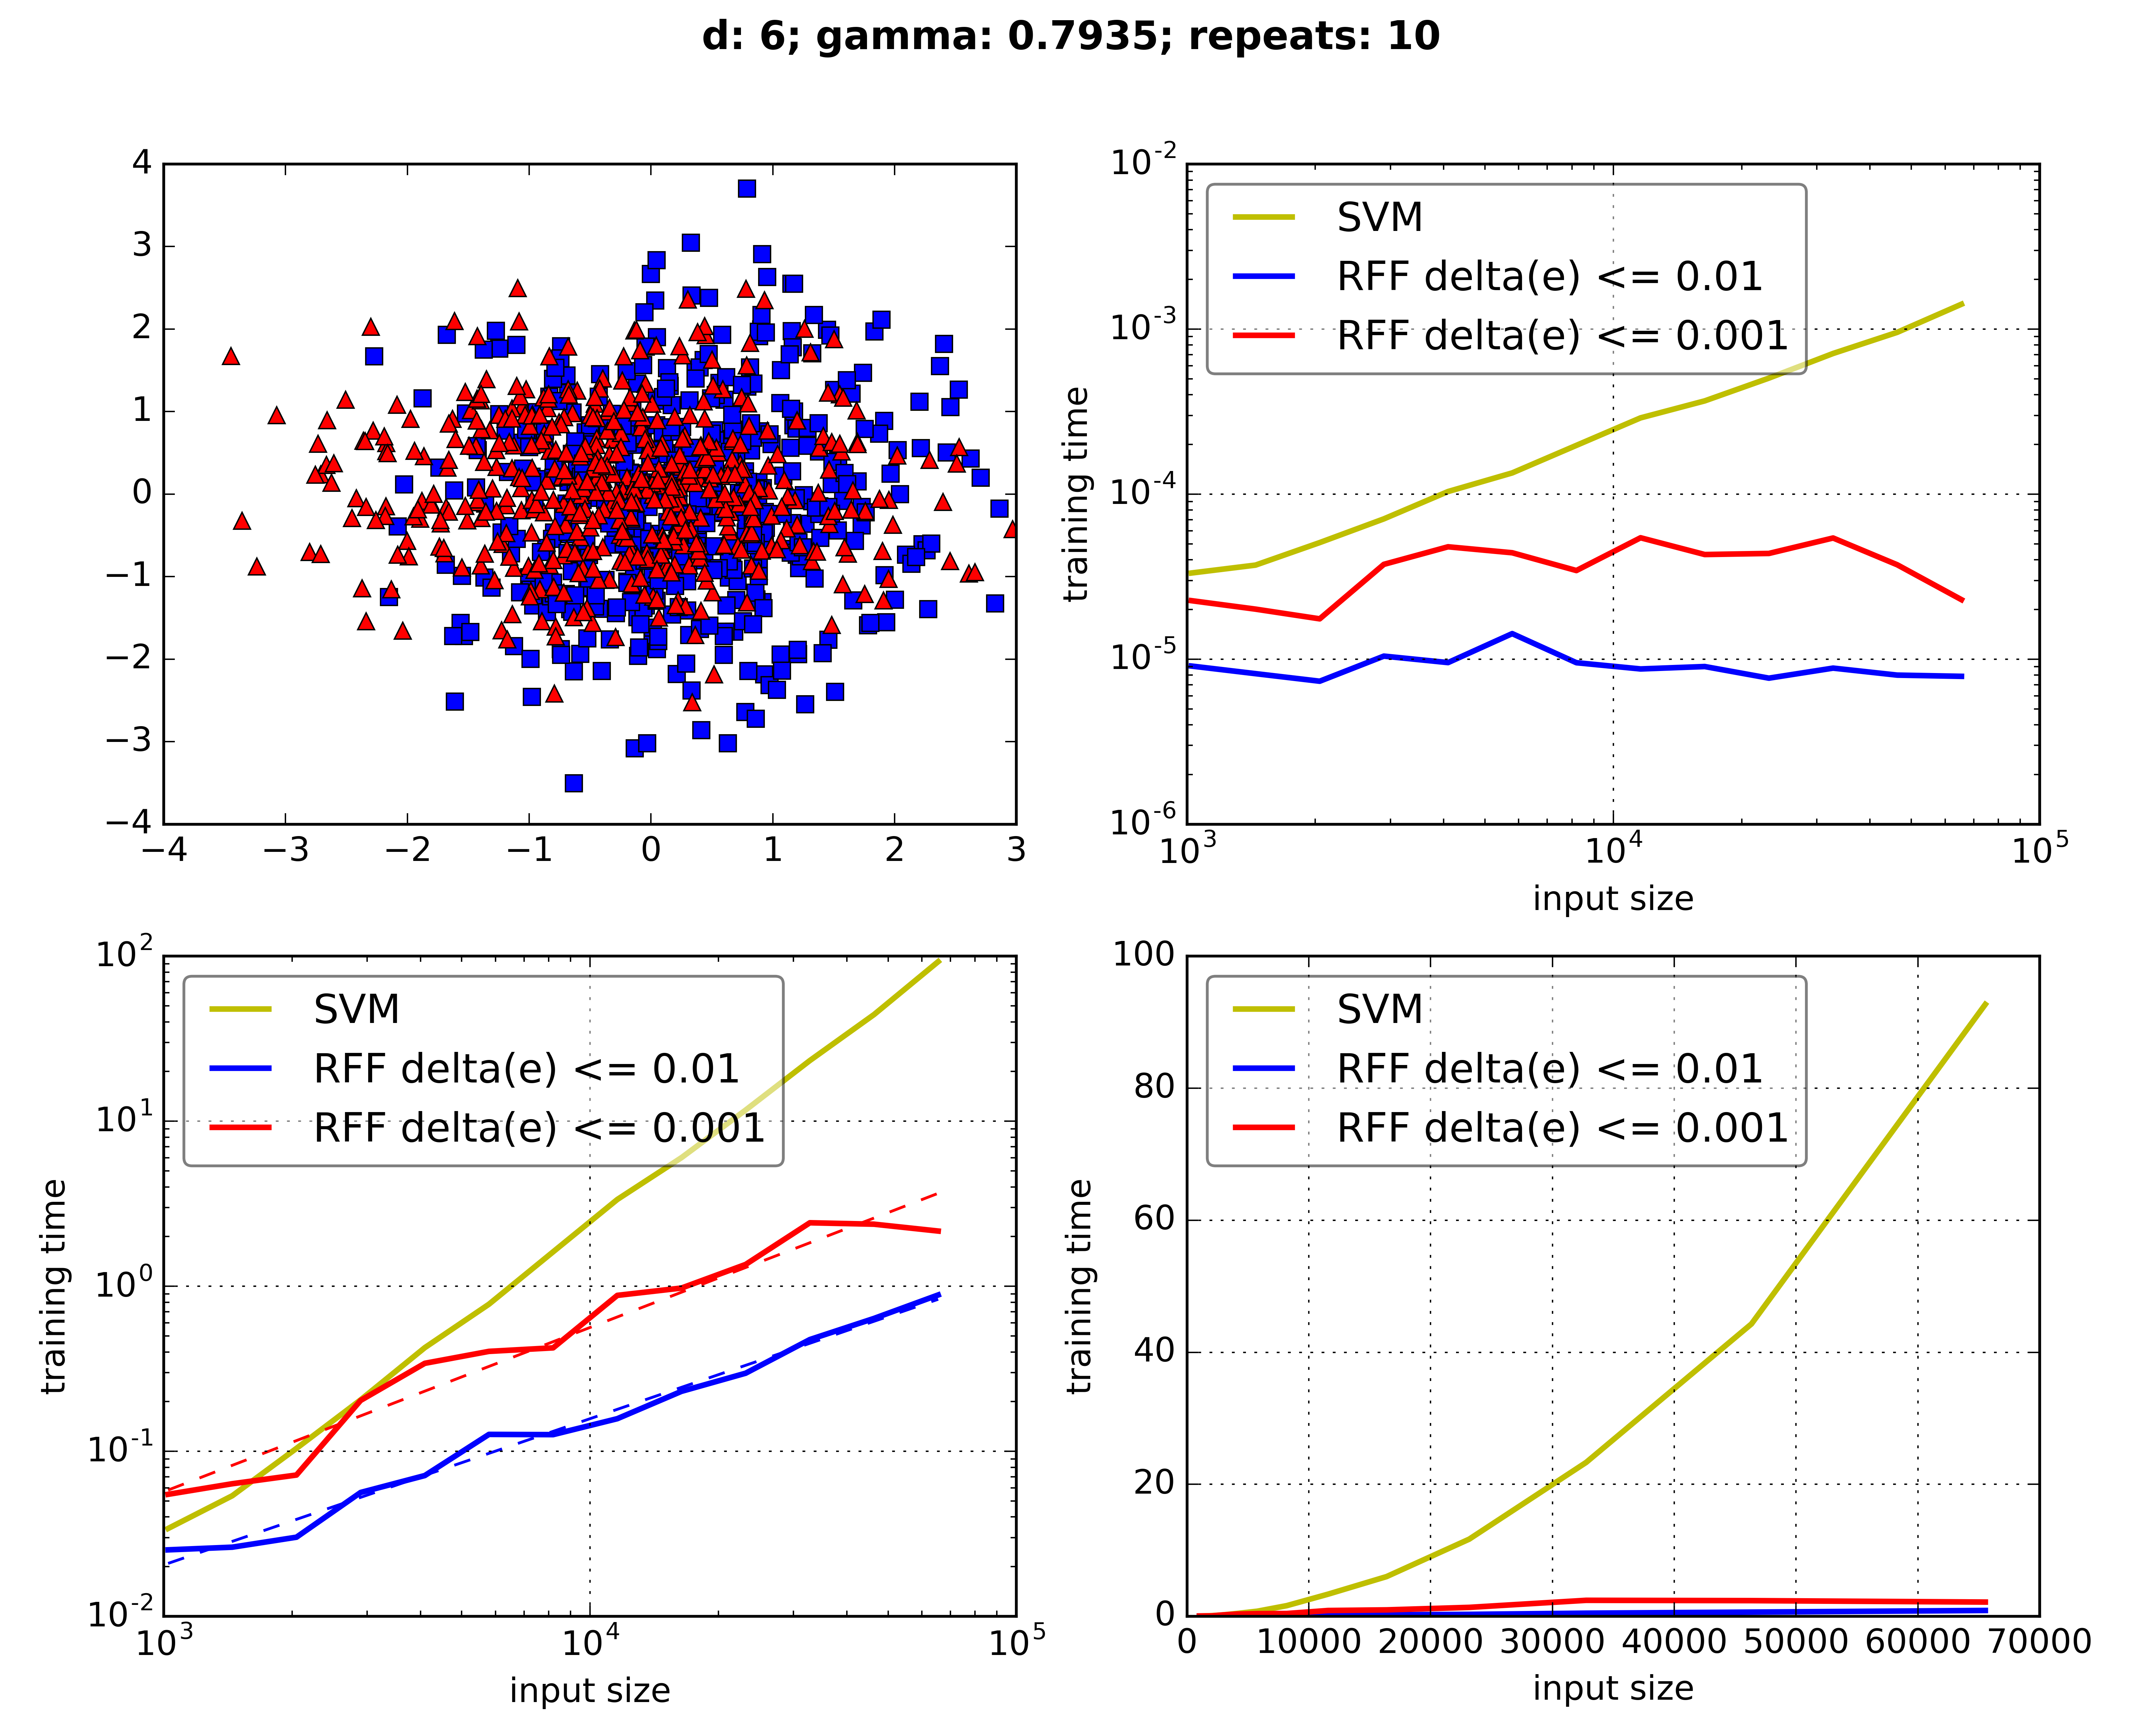 d: 6; gamma: 0.7935; repeats: 10
4
3
2
1
0
−1
−2
−3
−4
−4 −3 −2 −1 0 1 2 3
10^-2
10^-3
10^-4
10^-5
10^-6
training time
SVM
RFF delta(e) <= 0.01
RFF delta(e) <= 0.001
10^3 10^4 10^5
input size
10^2
10^1
10^0
10^-1
10^-2
training time
SVM
RFF delta(e) <= 0.01
RFF delta(e) <= 0.001
10^3 10^4 10^5
input size
100
80
60
40
20
0
training time
SVM
RFF delta(e) <= 0.01
RFF delta(e) <= 0.001
0 10000 20000 30000 40000 50000 60000 70000
input size